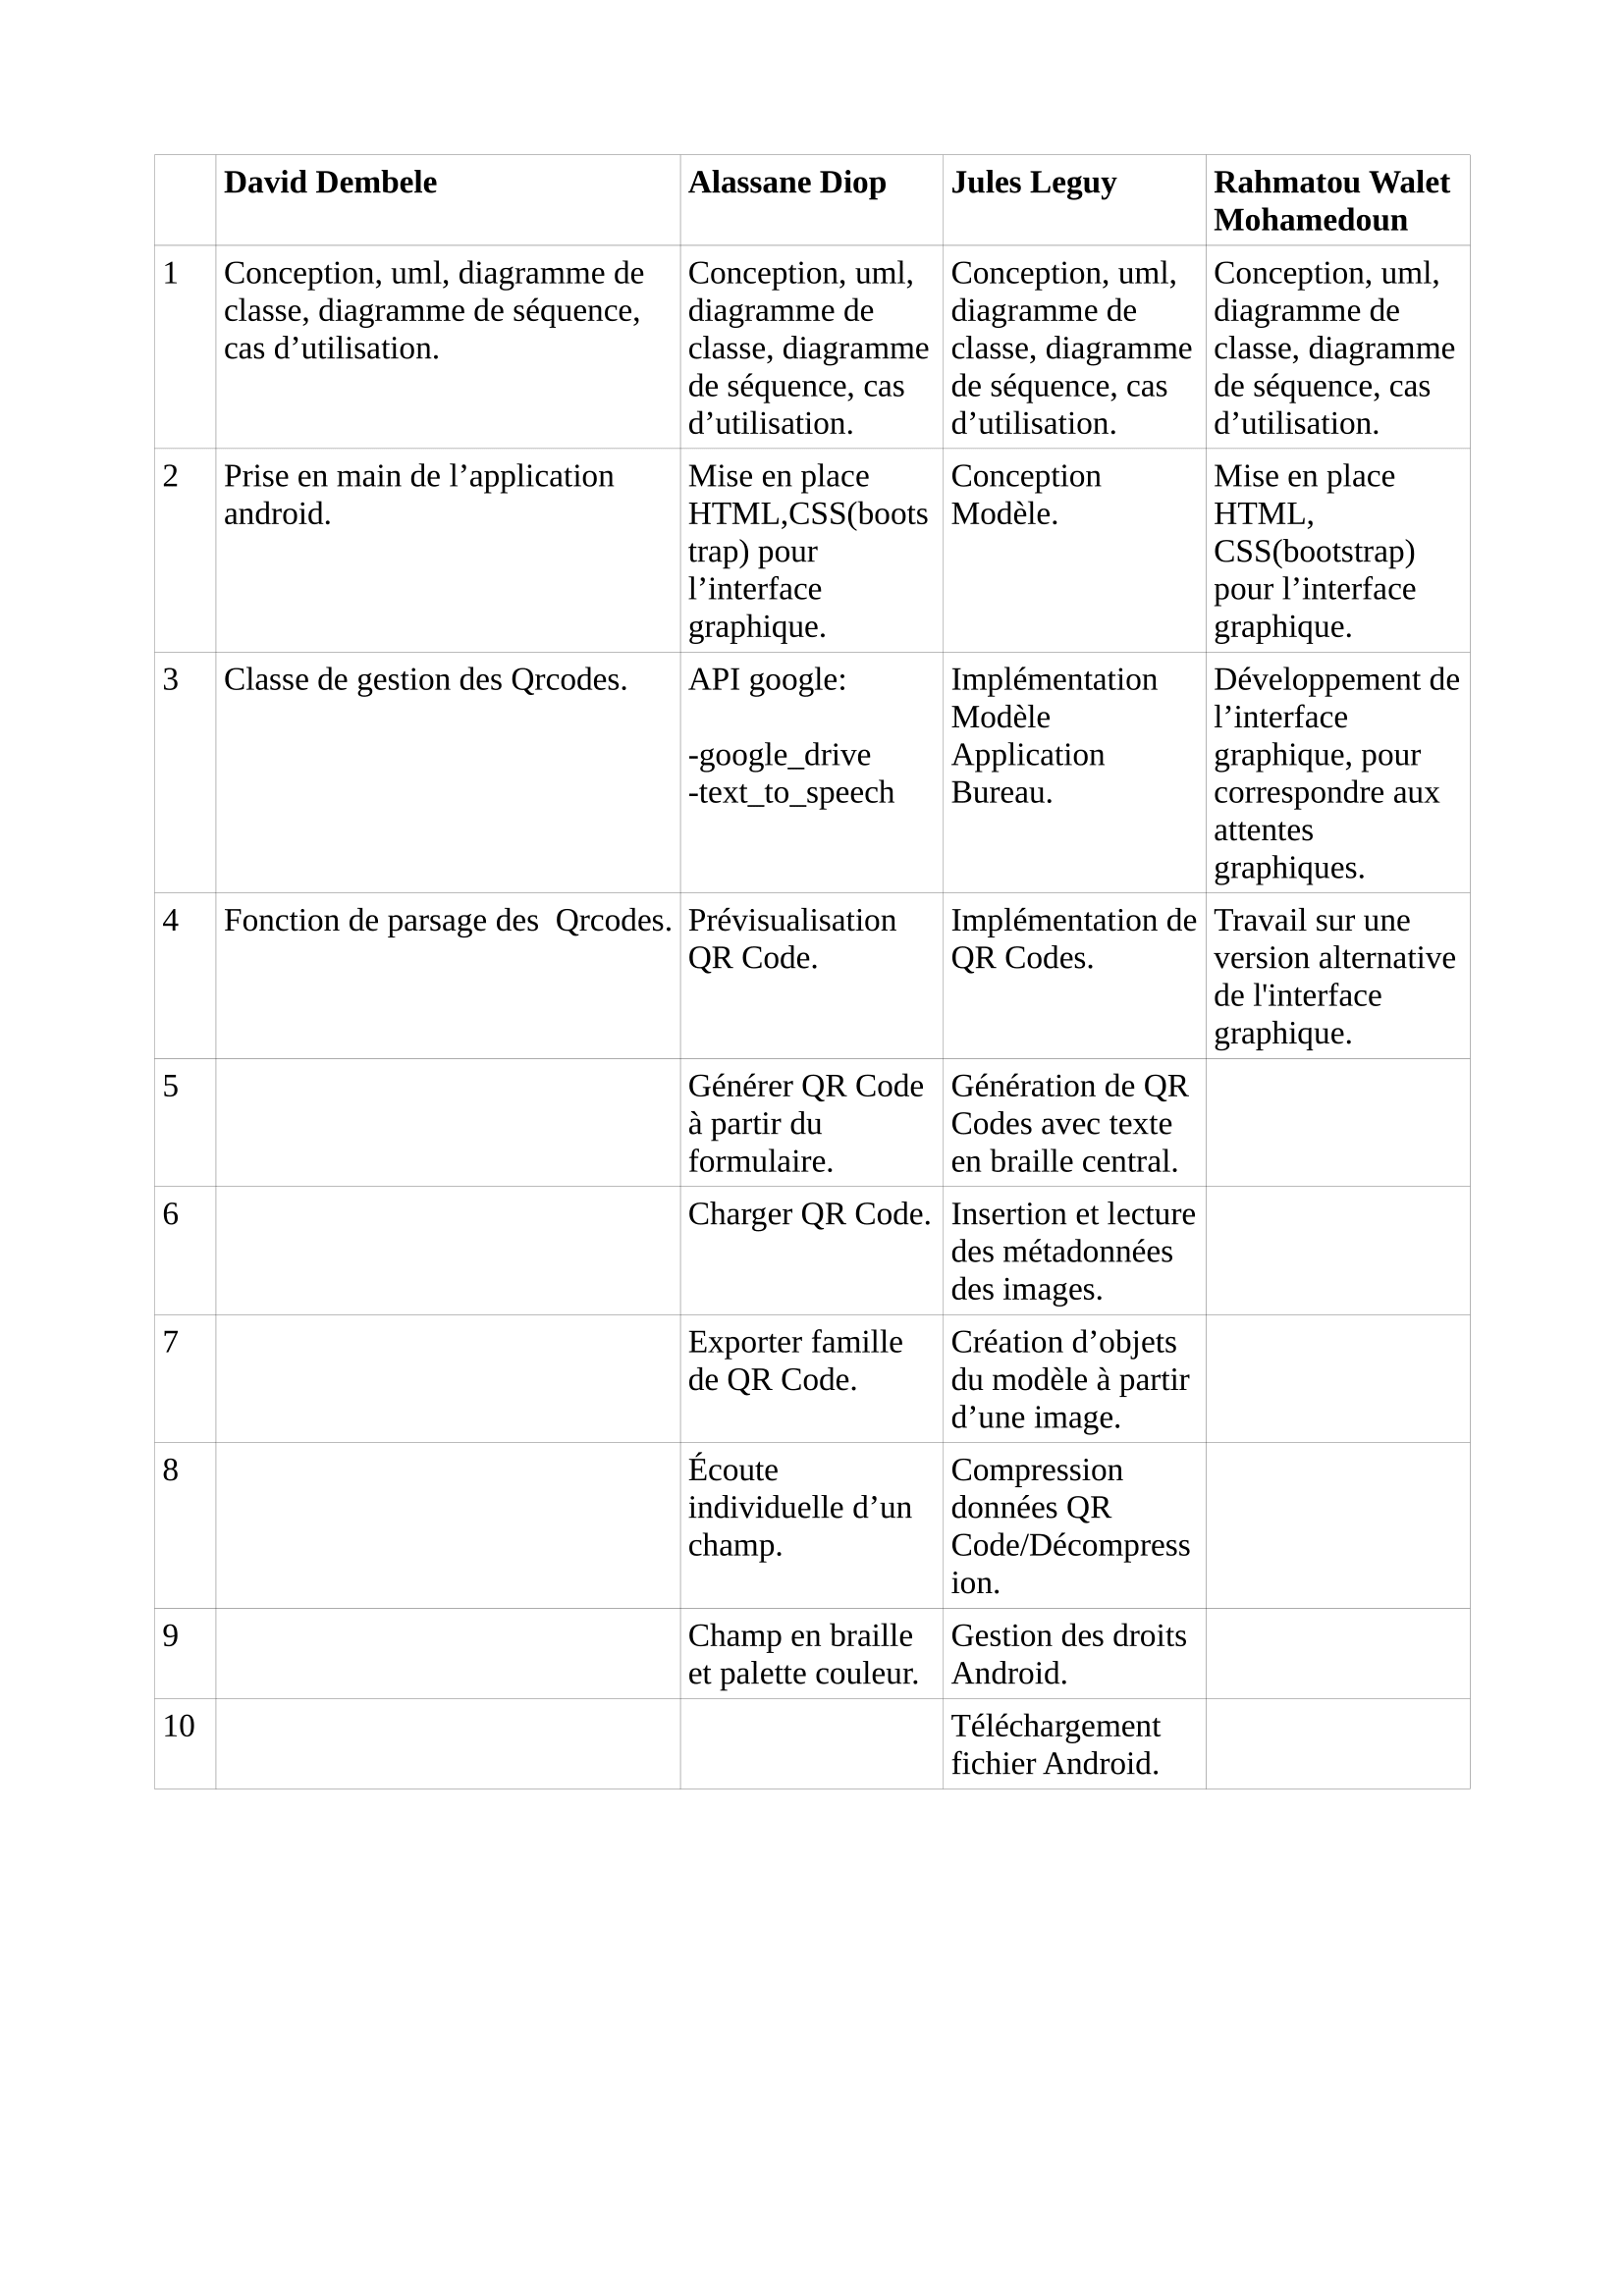 David Dembele
Alassane Diop
Jules Leguy
Rahmatou Walet
Mohamedoun
1
Conception, uml, diagramme de
classe, diagramme de séquence,
cas d’utilisation.
Conception, uml,
diagramme de
classe, diagramme
de séquence, cas
d’utilisation.
Conception, uml,
diagramme de
classe, diagramme
de séquence, cas
d’utilisation.
Conception, uml,
diagramme de
classe, diagramme
de séquence, cas
d’utilisation.
2
Prise en main de l’application
android.
Mise en place
HTML,CSS(boots
trap) pour
l’interface
graphique.
Conception
Modèle.
Mise en place
HTML,
CSS(bootstrap)
pour l’interface
graphique.
3
Classe de gestion des Qrcodes.
API google:
-google_drive
-text_to_speech
Implémentation
Modèle
Application
Bureau.
Développement de
l’interface
graphique, pour
correspondre aux
attentes
graphiques.
4
Fonction de parsage des  Qrcodes.
Prévisualisation
QR Code.
Implémentation de
QR Codes.
Travail sur une
version alternative
de l'interface
graphique.
5
Générer QR Code
à partir du
formulaire.
Génération de QR
Codes avec texte
en braille central.
6
Charger QR Code.
Insertion et lecture
des métadonnées
des images.
7
Exporter famille
de QR Code.
Création d’objets
du modèle à partir
d’une image.
8
Écoute
individuelle d’un
champ.
Compression
données QR
Code/Décompress
ion.
9
Champ en braille
et palette couleur.
Gestion des droits
Android.
10
Téléchargement
fichier Android.